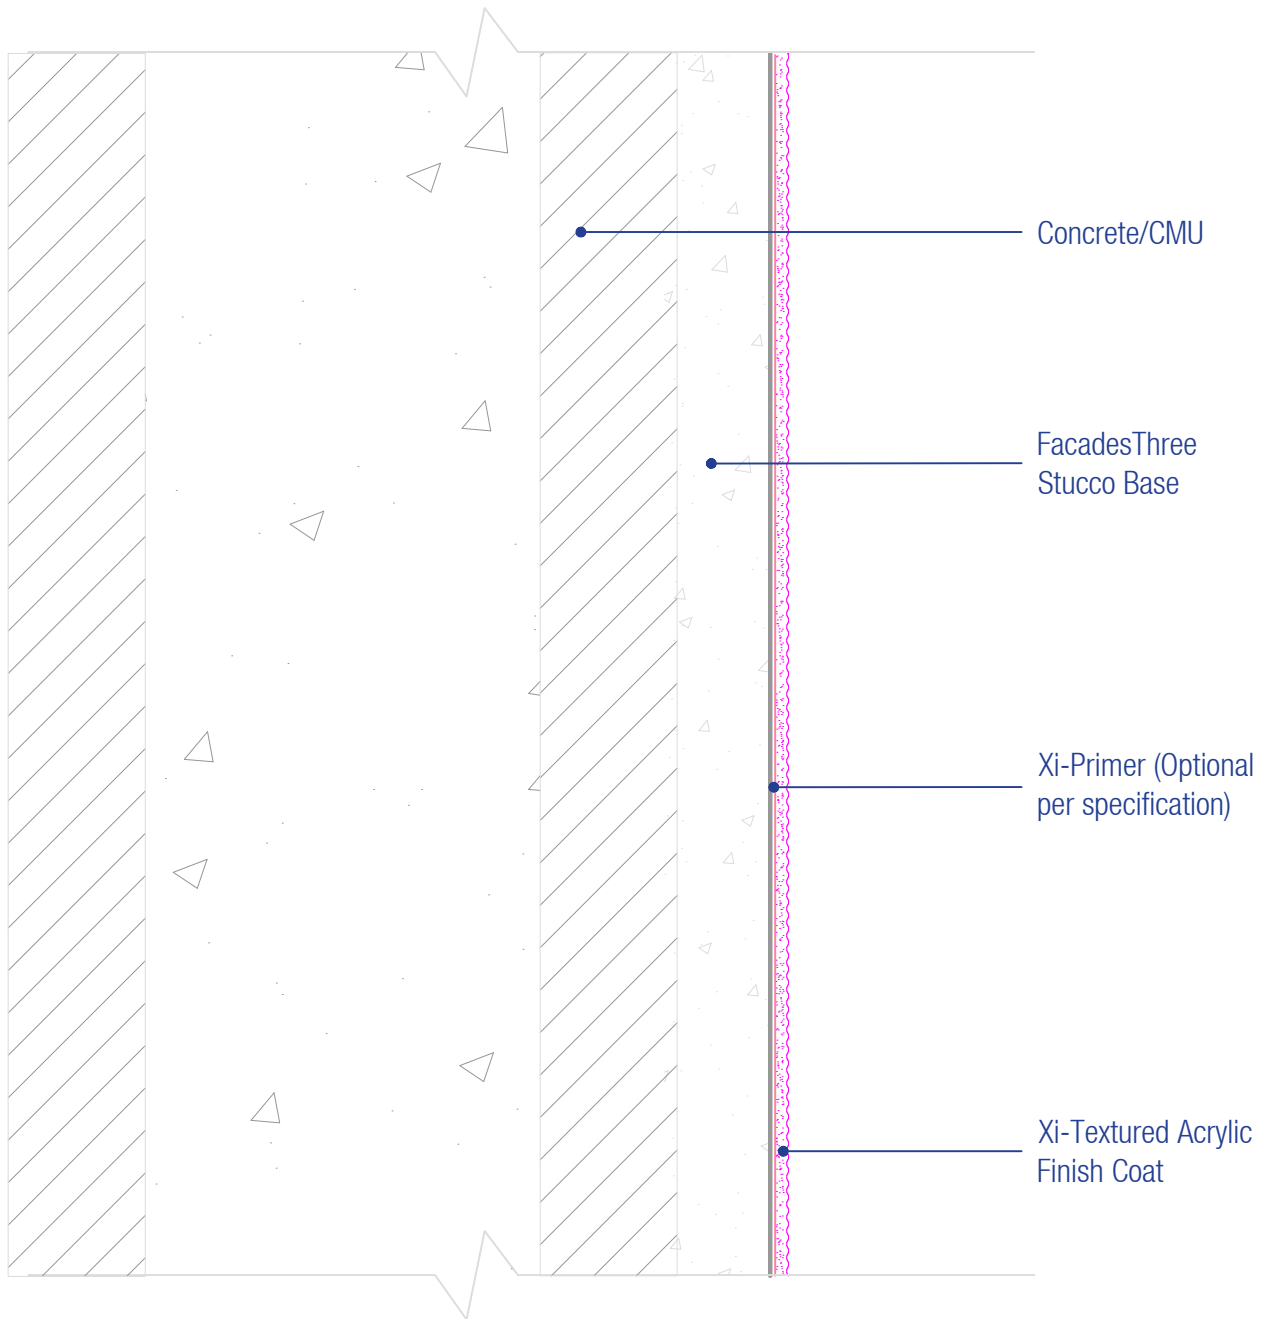 Concrete/CMU
FacadesThree
Stucco Base
Xi-Primer (Optional
per specification)
Xi-Textured Acrylic
Finish Coat